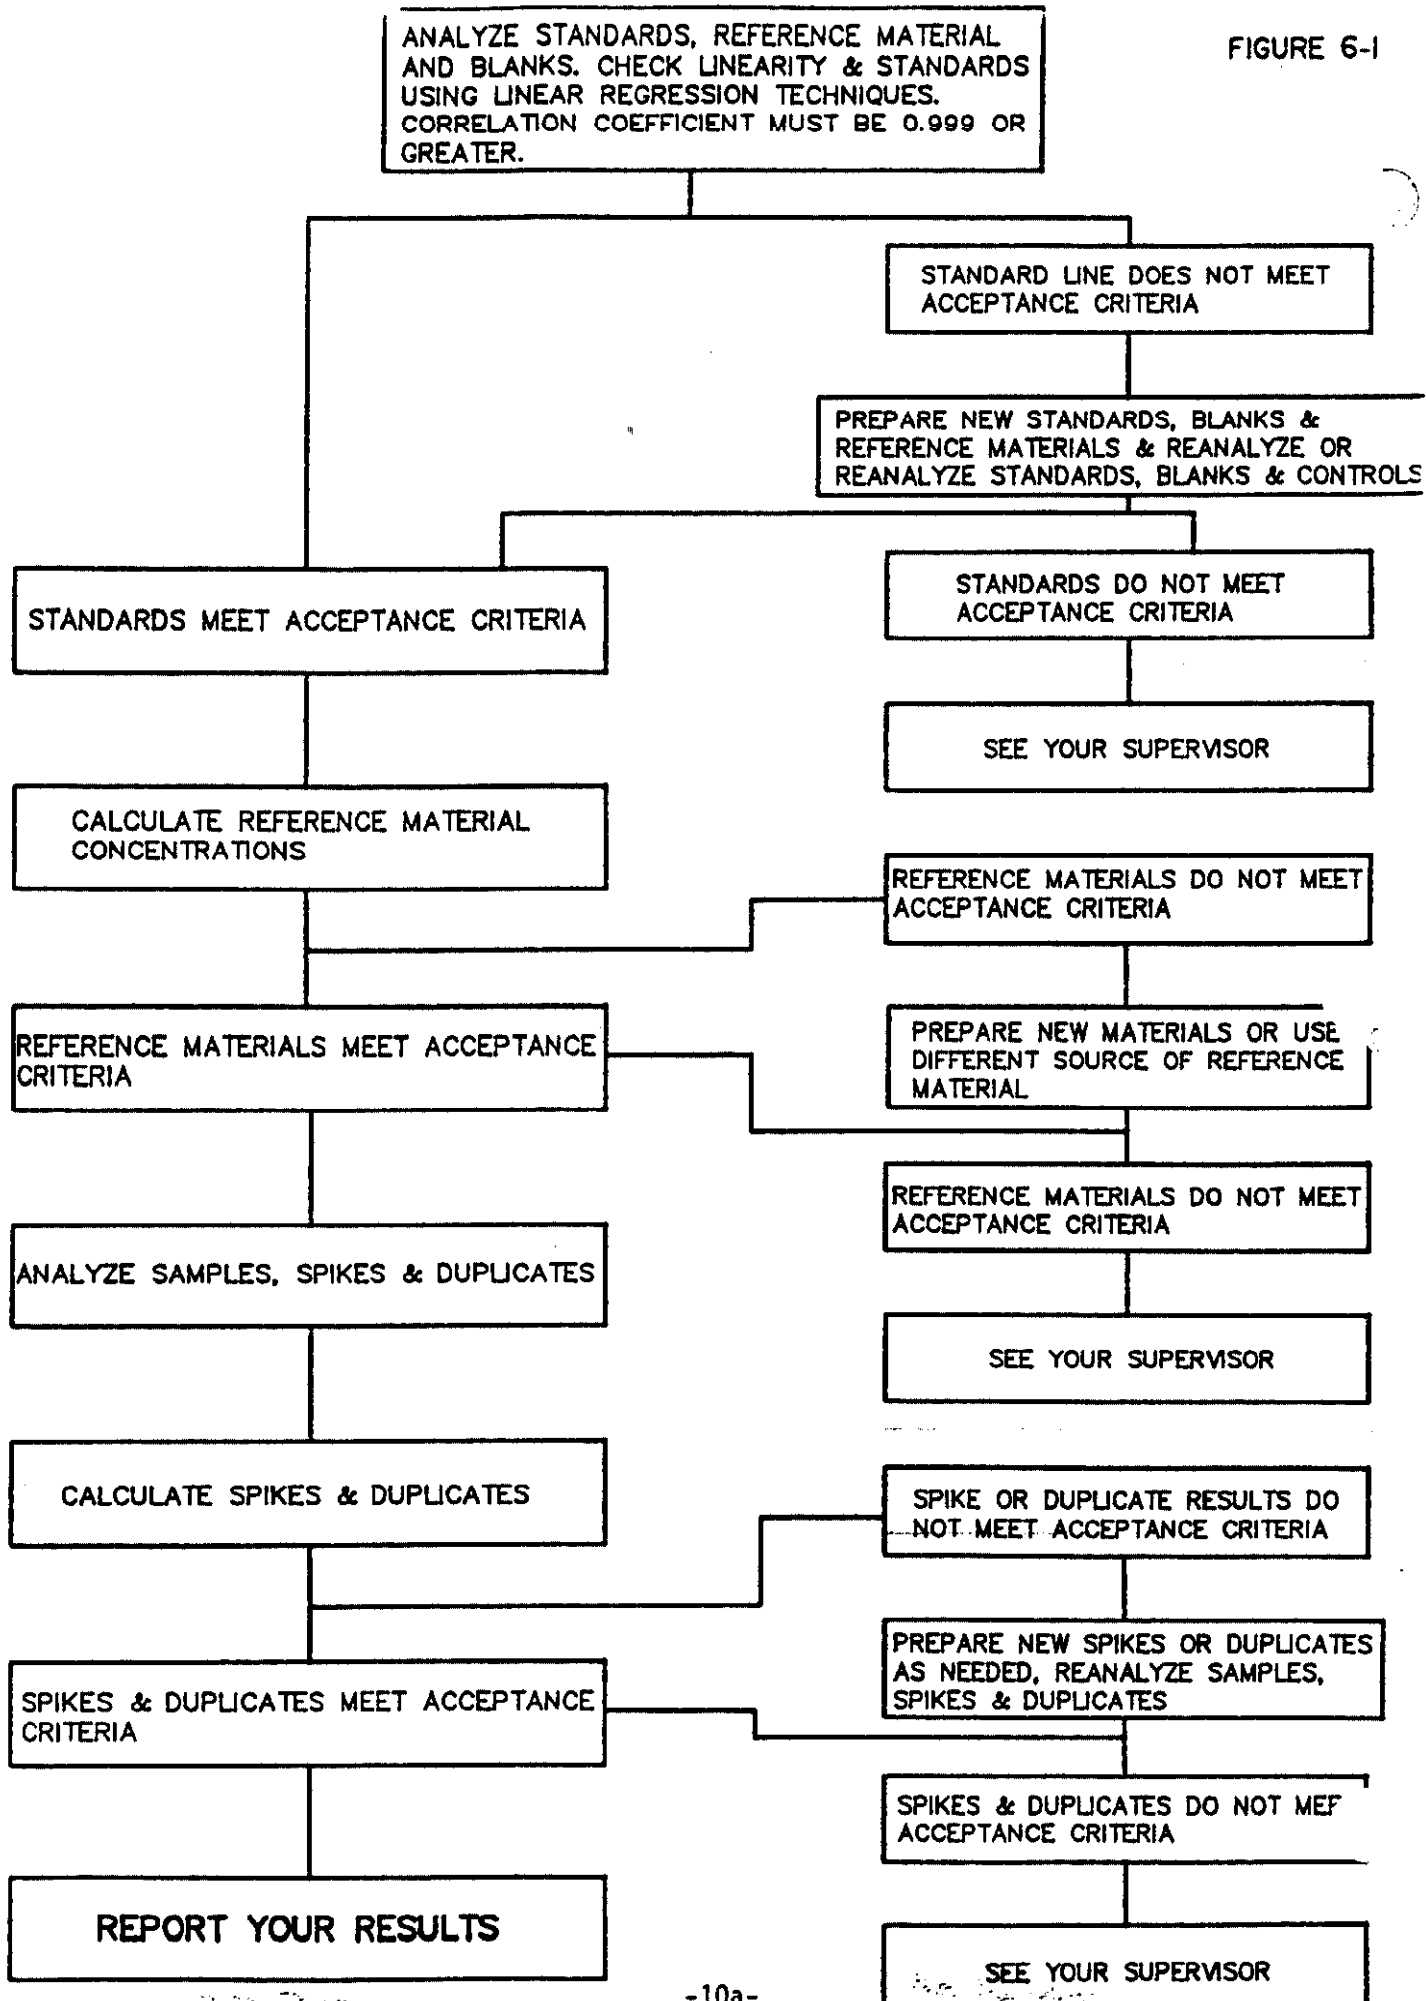 FIGURE 6-1
ANALYZE STANDARDS, REFERENCE MATERIAL
AND BLANKS. CHECK LINEARITY & STANDARDS
USING LINEAR REGRESSION TECHNIQUES.
CORRELATION COEFFICIENT MUST BE 0.999 OR
GREATER.
STANDARD LINE DOES NOT MEET
ACCEPTANCE CRITERIA
PREPARE NEW STANDARDS, BLANKS &
REFERENCE MATERIALS & REANALYZE OR
REANALYZE STANDARDS, BLANKS & CONTROLS
STANDARDS MEET ACCEPTANCE CRITERIA
STANDARDS DO NOT MEET
ACCEPTANCE CRITERIA
SEE YOUR SUPERVISOR
CALCULATE REFERENCE MATERIAL
CONCENTRATIONS
REFERENCE MATERIALS DO NOT MEET
ACCEPTANCE CRITERIA
REFERENCE MATERIALS MEET ACCEPTANCE
CRITERIA
PREPARE NEW MATERIALS OR USE
DIFFERENT SOURCE OF REFERENCE
MATERIAL
REFERENCE MATERIALS DO NOT MEET
ACCEPTANCE CRITERIA
ANALYZE SAMPLES, SPIKES & DUPLICATES
SEE YOUR SUPERVISOR
CALCULATE SPIKES & DUPLICATES
SPIKE OR DUPLICATE RESULTS DO
NOT MEET ACCEPTANCE CRITERIA
PREPARE NEW SPIKES OR DUPLICATES
AS NEEDED, REANALYZE SAMPLES,
SPIKES & DUPLICATES
SPIKES & DUPLICATES MEET ACCEPTANCE
CRITERIA
SPIKES & DUPLICATES DO NOT MEE
ACCEPTANCE CRITERIA
REPORT YOUR RESULTS
SEE YOUR SUPERVISOR
-10a-